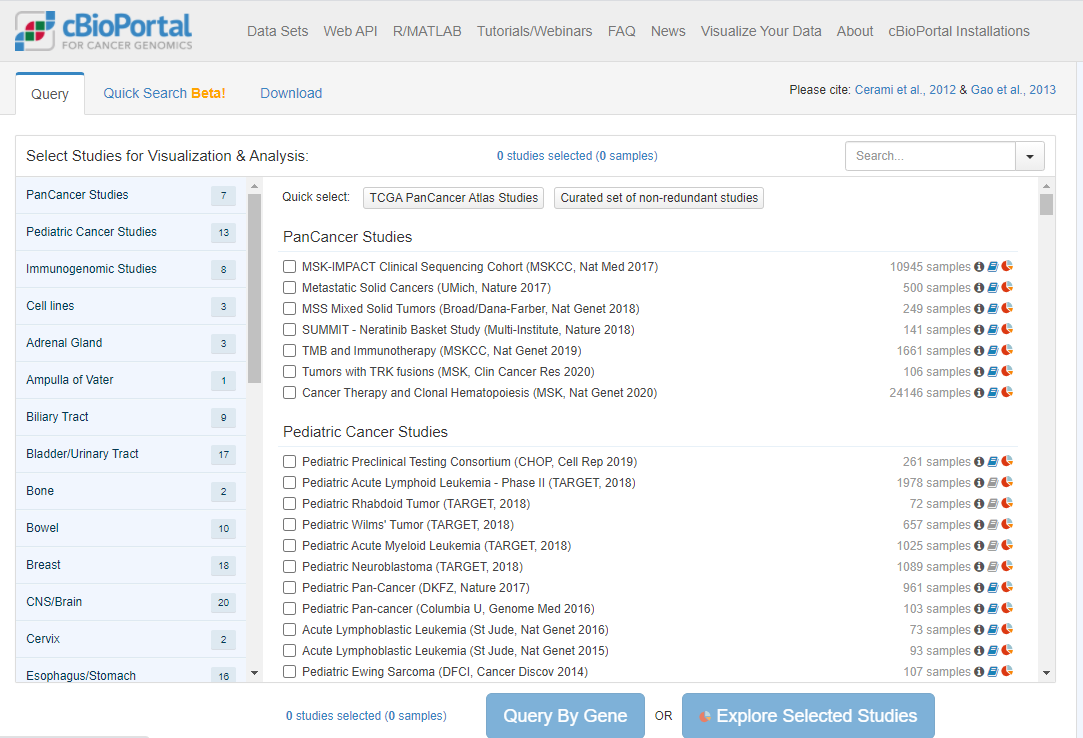 cBioPortal
FOR CANCER GENOMICS
Data Sets Web API R/MATLAB Tutorials/Webinars FAQ News Visualize Your Data About cBioPortal Installations
Query Quick Search Beta! Download
Please cite: Cerami et al., 2012 & Gao et al., 2013
Select Studies for Visualization & Analysis:
0 studies selected (0 samples)
Search...
PanCancer Studies 7
Pediatric Cancer Studies 13
Immunogenomic Studies 8
Cell lines 3
Adrenal Gland 3
Ampulla of Vater 1
Biliary Tract 9
Bladder/Urinary Tract 17
Bone 2
Bowel 10
Breast 18
CNS/Brain 20
Cervix 2
Esophagus/Stomach 16
Quick select: TCGA PanCancer Atlas Studies Curated set of non-redundant studies
PanCancer Studies
MSK-IMPACT Clinical Sequencing Cohort (MSKCC, Nat Med 2017) 10945 samples
Metastatic Solid Cancers (UMich, Nature 2017) 500 samples
MSS Mixed Solid Tumors (Broad/Dana-Farber, Nat Genet 2018) 249 samples
SUMMIT - Neratinib Basket Study (Multi-Institute, Nature 2018) 141 samples
TMB and Immunotherapy (MSKCC, Nat Genet 2019) 1661 samples
Tumors with TRK fusions (MSK, Clin Cancer Res 2020) 106 samples
Cancer Therapy and Clonal Hematopoiesis (MSK, Nat Genet 2020) 24146 samples
Pediatric Cancer Studies
Pediatric Preclinical Testing Consortium (CHOP, Cell Rep 2019) 261 samples
Pediatric Acute Lymphoid Leukemia - Phase II (TARGET, 2018) 1978 samples
Pediatric Rhabdoid Tumor (TARGET, 2018) 72 samples
Pediatric Wilms' Tumor (TARGET, 2018) 657 samples
Pediatric Acute Myeloid Leukemia (TARGET, 2018) 1025 samples
Pediatric Neuroblastoma (TARGET, 2018) 1089 samples
Pediatric Pan-Cancer (DKFZ, Nature 2017) 961 samples
Pediatric Pan-cancer (Columbia U, Genome Med 2016) 103 samples
Acute Lymphoblastic Leukemia (St Jude, Nat Genet 2016) 73 samples
Acute Lymphoblastic Leukemia (St Jude, Nat Genet 2015) 93 samples
Pediatric Ewing Sarcoma (DFCI, Cancer Discov 2014) 107 samples
0 studies selected (0 samples)
Query By Gene OR Explore Selected Studies